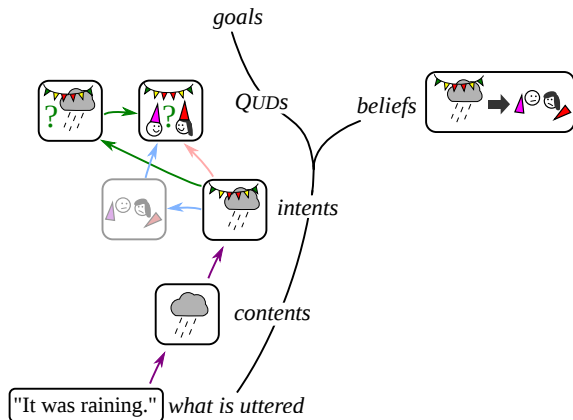 goals
QUDs
beliefs
?
?
intents
contents
"It was raining." what is uttered